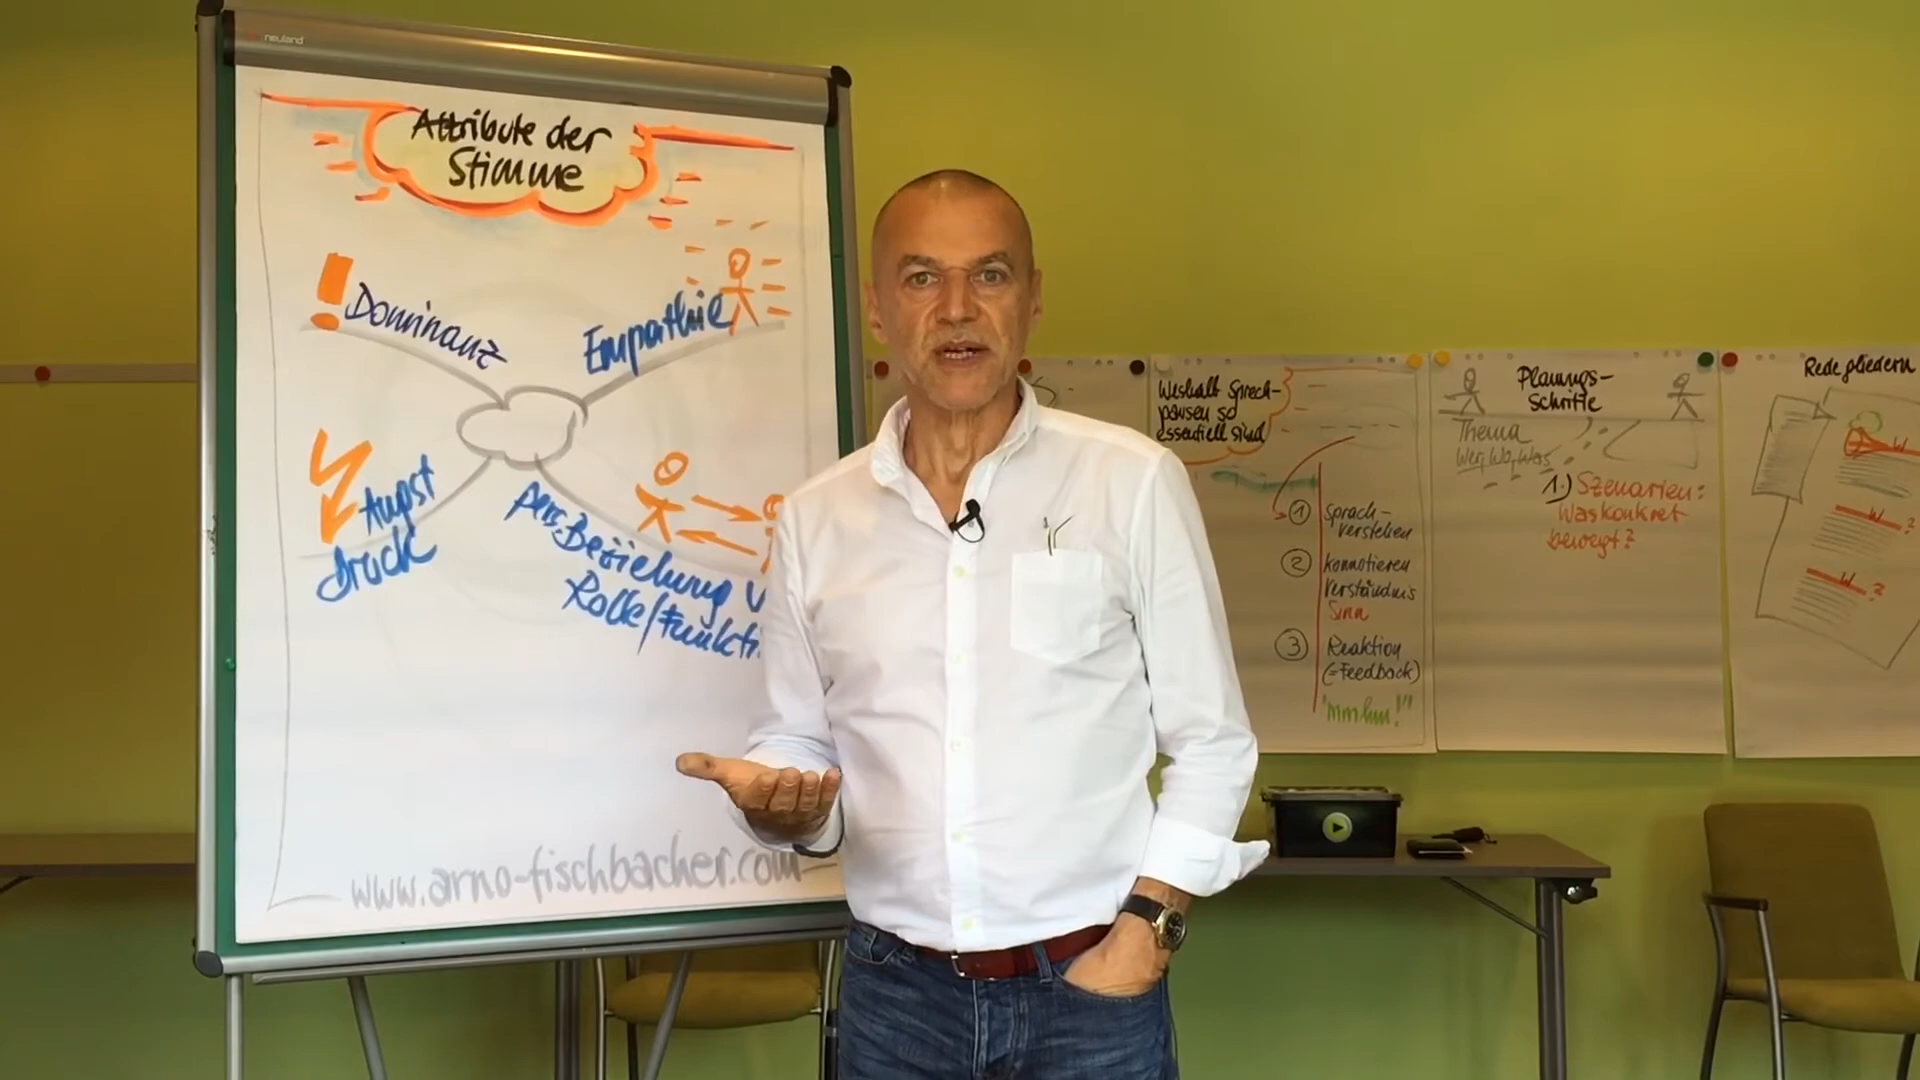 neuland
Attribute der
Stimme
Dominanz
Empathie
Angst
druck
pers. Beziehung
Rolle/Funkti
www.arno-fischbacher.com
Weshalb Sprech-
pausen so
essentiell sind
1 Sprach-
verstehen
2 konnotieren
Verständnis
Sinn
3 Reaktion
(=Feedback)
"mmhm!"
Planungs-
Schritte
Thema
Wer, Wo, Was
1.) Szenarien:
Was konkret
bewegt?
Rede gliedern
W
W ?
W ?